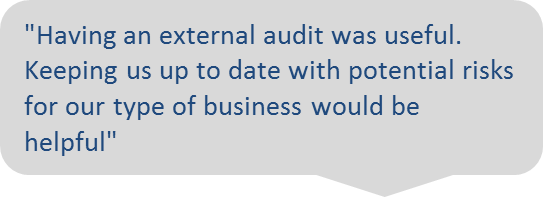 "Having an external audit was useful.
Keeping us up to date with potential risks
for our type of business would be
helpful"